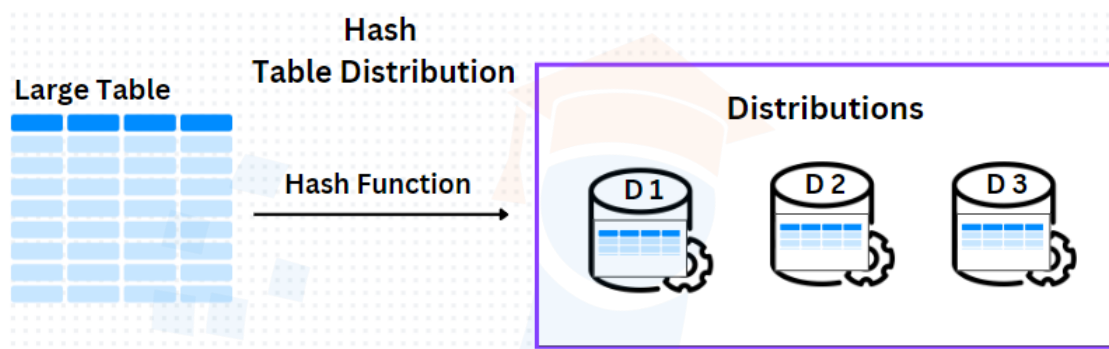 Hash
Table Distribution
Large Table
Distributions
Hash Function
D 1
D 2
D 3